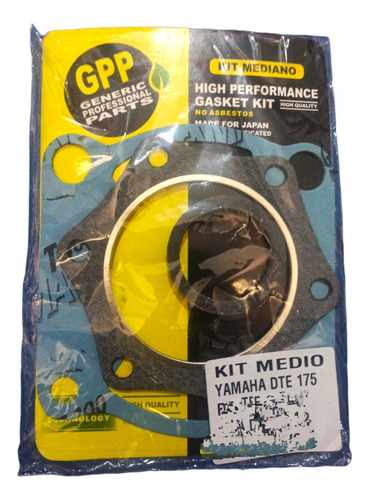 GPP
GENERIC
PROFESSIONAL
PARTS
KIT MEDIANO
HIGH PERFORMANCE
GASKET KIT
HIGH QUALITY
NO ASBESTOS
MADE FOR JAPAN
KIT MEDIO
YAMAHA DTE 175
HIGH QUALITY